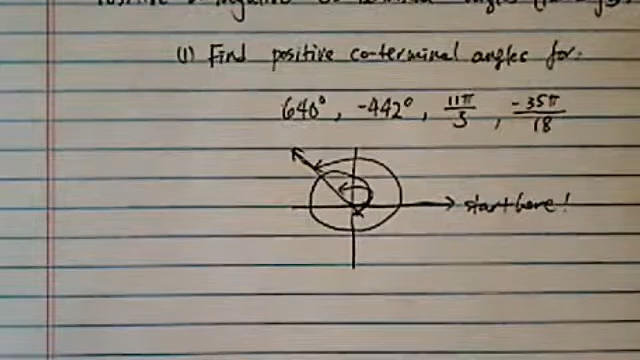 (1) Find positive co-terminal angles for:
640°, -442°, 11π/3, -35π/18
start here!